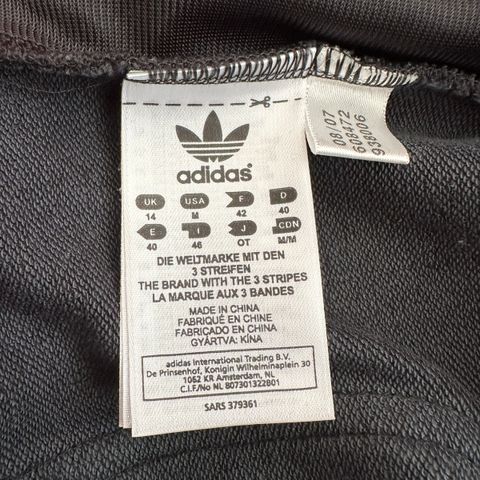 adidas
UK USA F D
14 M 42 40
E I J CDN
40 46 OT M/M
DIE WELTMARKE MIT DEN
3 STREIFEN
THE BRAND WITH THE 3 STRIPES
LA MARQUE AUX 3 BANDES
MADE IN CHINA
FABRIQUÉ EN CHINE
FABRICADO EN CHINA
GYÁRTVA: KÍNA
adidas International Trading B.V.
De Prinsenhof, Konigin Wilhelminaplein 30
1062 KR Amsterdam, NL
C.I.F./No NL 807301322B01
SARS 379361
08/07
608472
938006